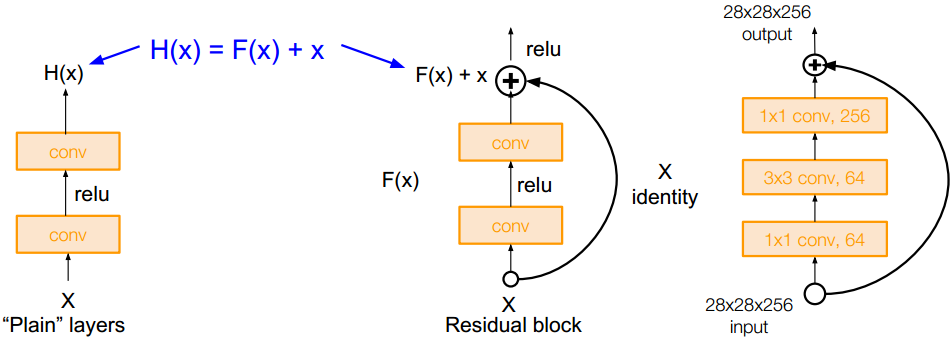 H(x) = F(x) + x
H(x)
conv
relu
conv
X
“Plain” layers
relu
F(x) + x
conv
F(x)
relu
conv
X
identity
X
Residual block
28x28x256
output
1x1 conv, 256
3x3 conv, 64
1x1 conv, 64
28x28x256
input